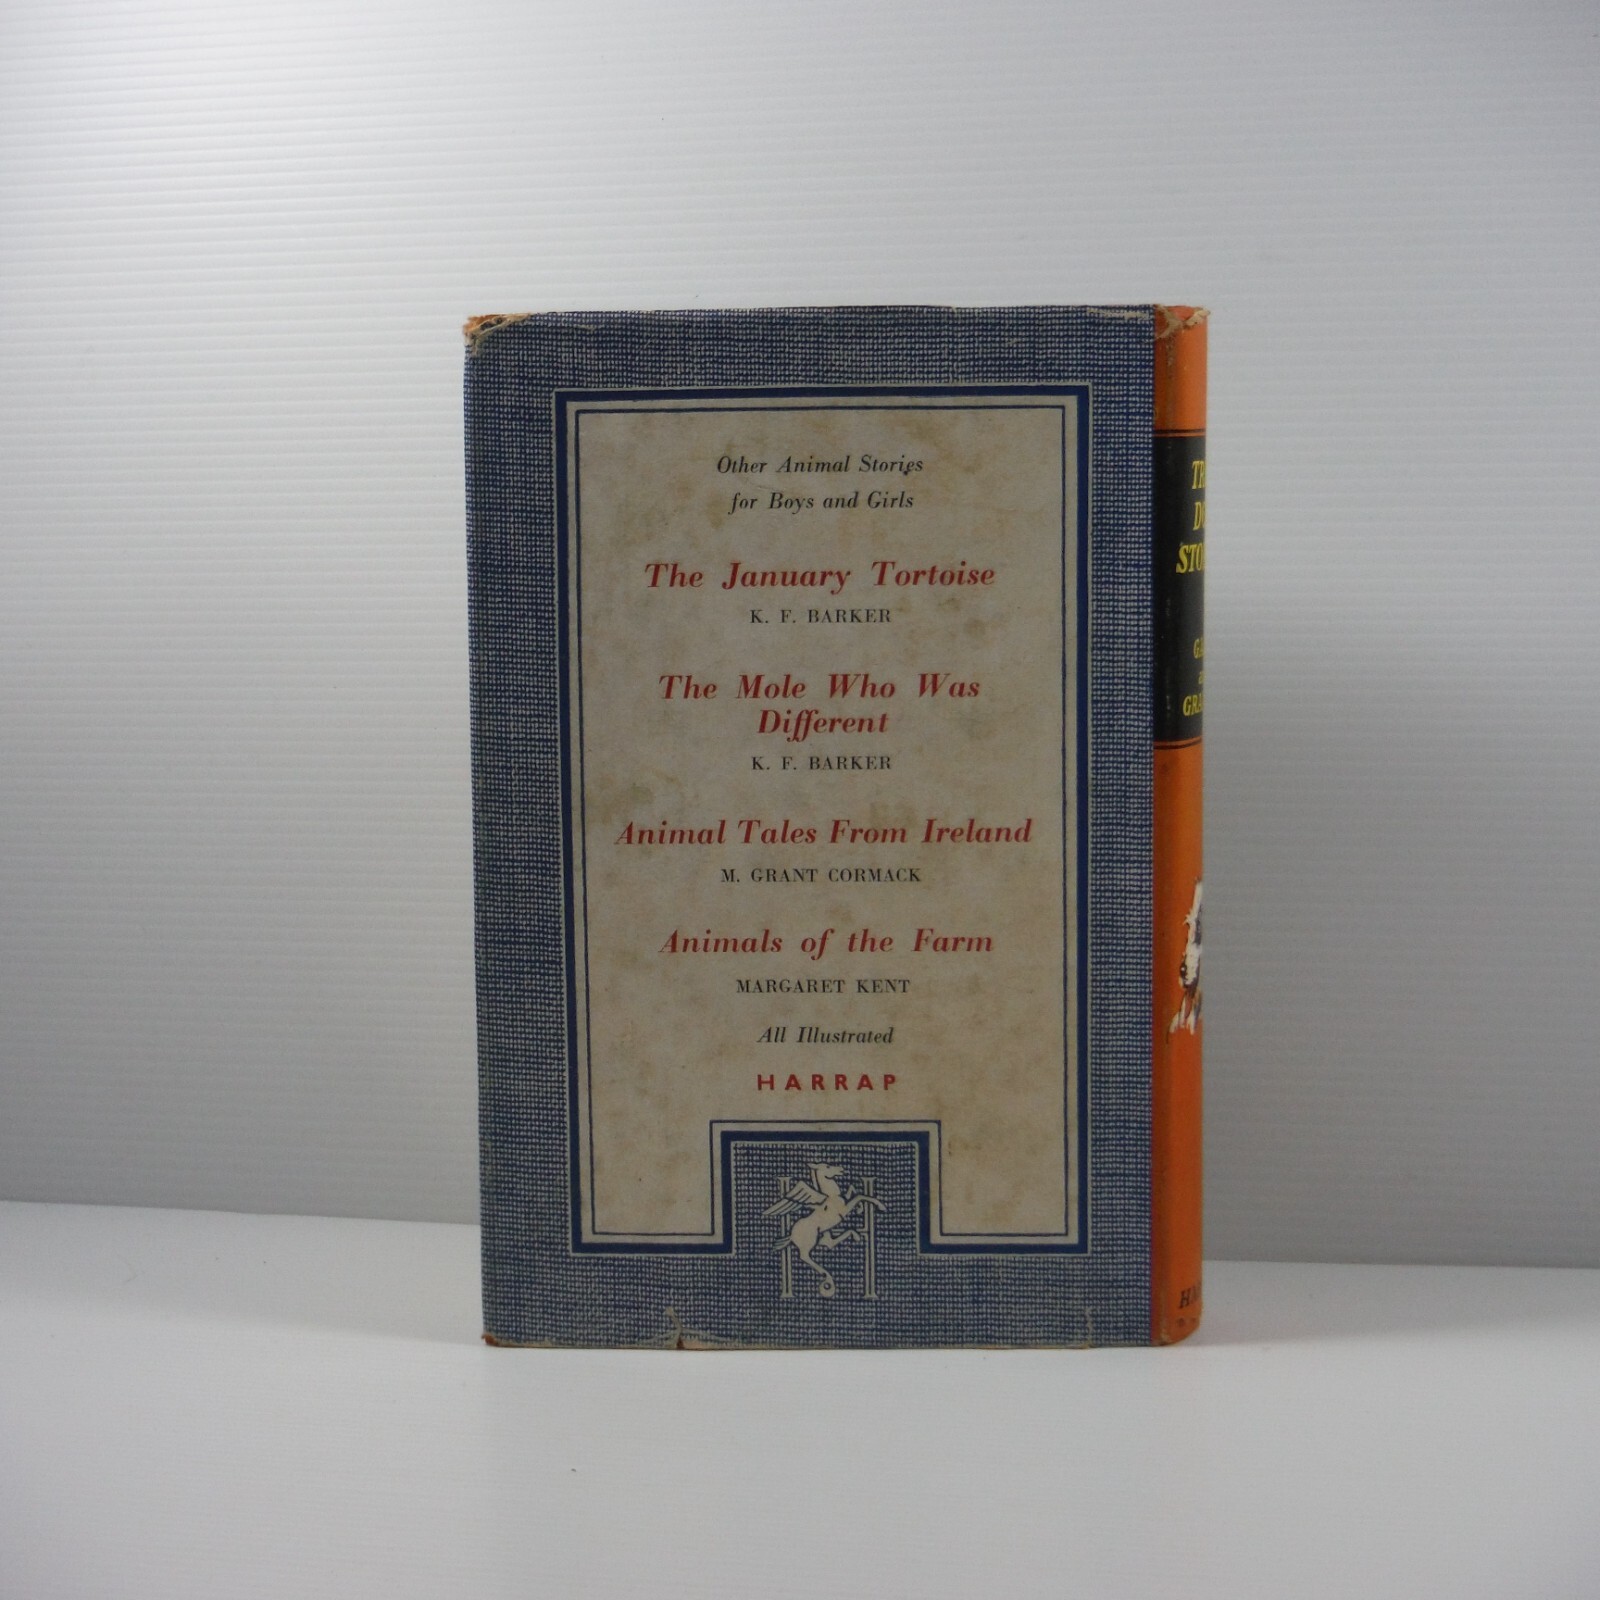 Other Animal Stories
for Boys and Girls
The January Tortoise
K. F. BARKER
The Mole Who Was
Different
K. F. BARKER
Animal Tales From Ireland
M. GRANT CORMACK
Animals of the Farm
MARGARET KENT
All Illustrated
HARRAP